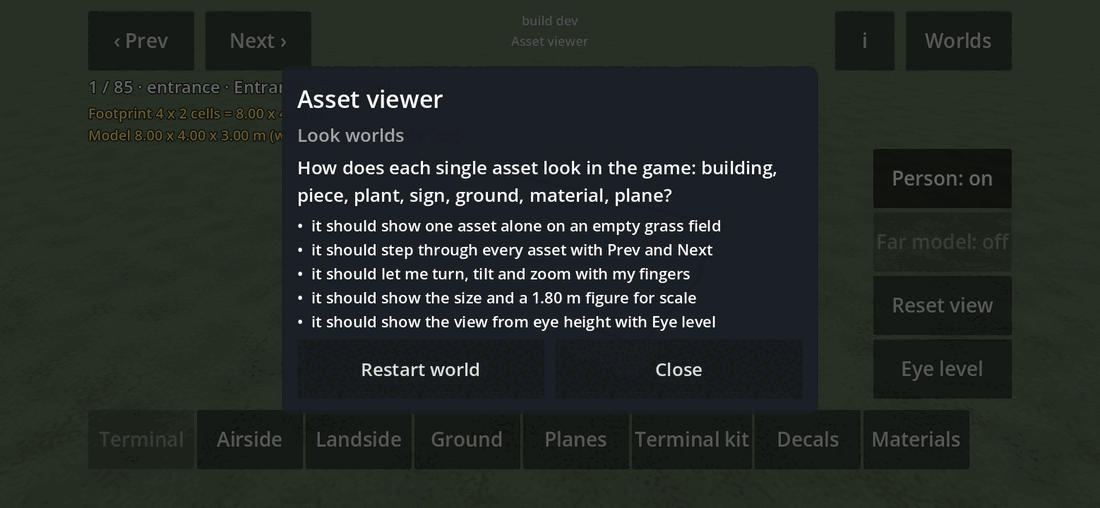 ‹ Prev
Next ›
build dev
Asset viewer
i
Worlds
1 / 85 · entrance · Entran
Footprint 4 x 2 cells = 8.00 x 4
Model 8.00 x 4.00 x 3.00 m (w
Asset viewer
Look worlds
How does each single asset look in the game: building,
piece, plant, sign, ground, material, plane?
• it should show one asset alone on an empty grass field
• it should step through every asset with Prev and Next
• it should let me turn, tilt and zoom with my fingers
• it should show the size and a 1.80 m figure for scale
• it should show the view from eye height with Eye level
Restart world
Close
Person: on
Far model: off
Reset view
Eye level
Terminal
Airside
Landside
Ground
Planes
Terminal kit
Decals
Materials